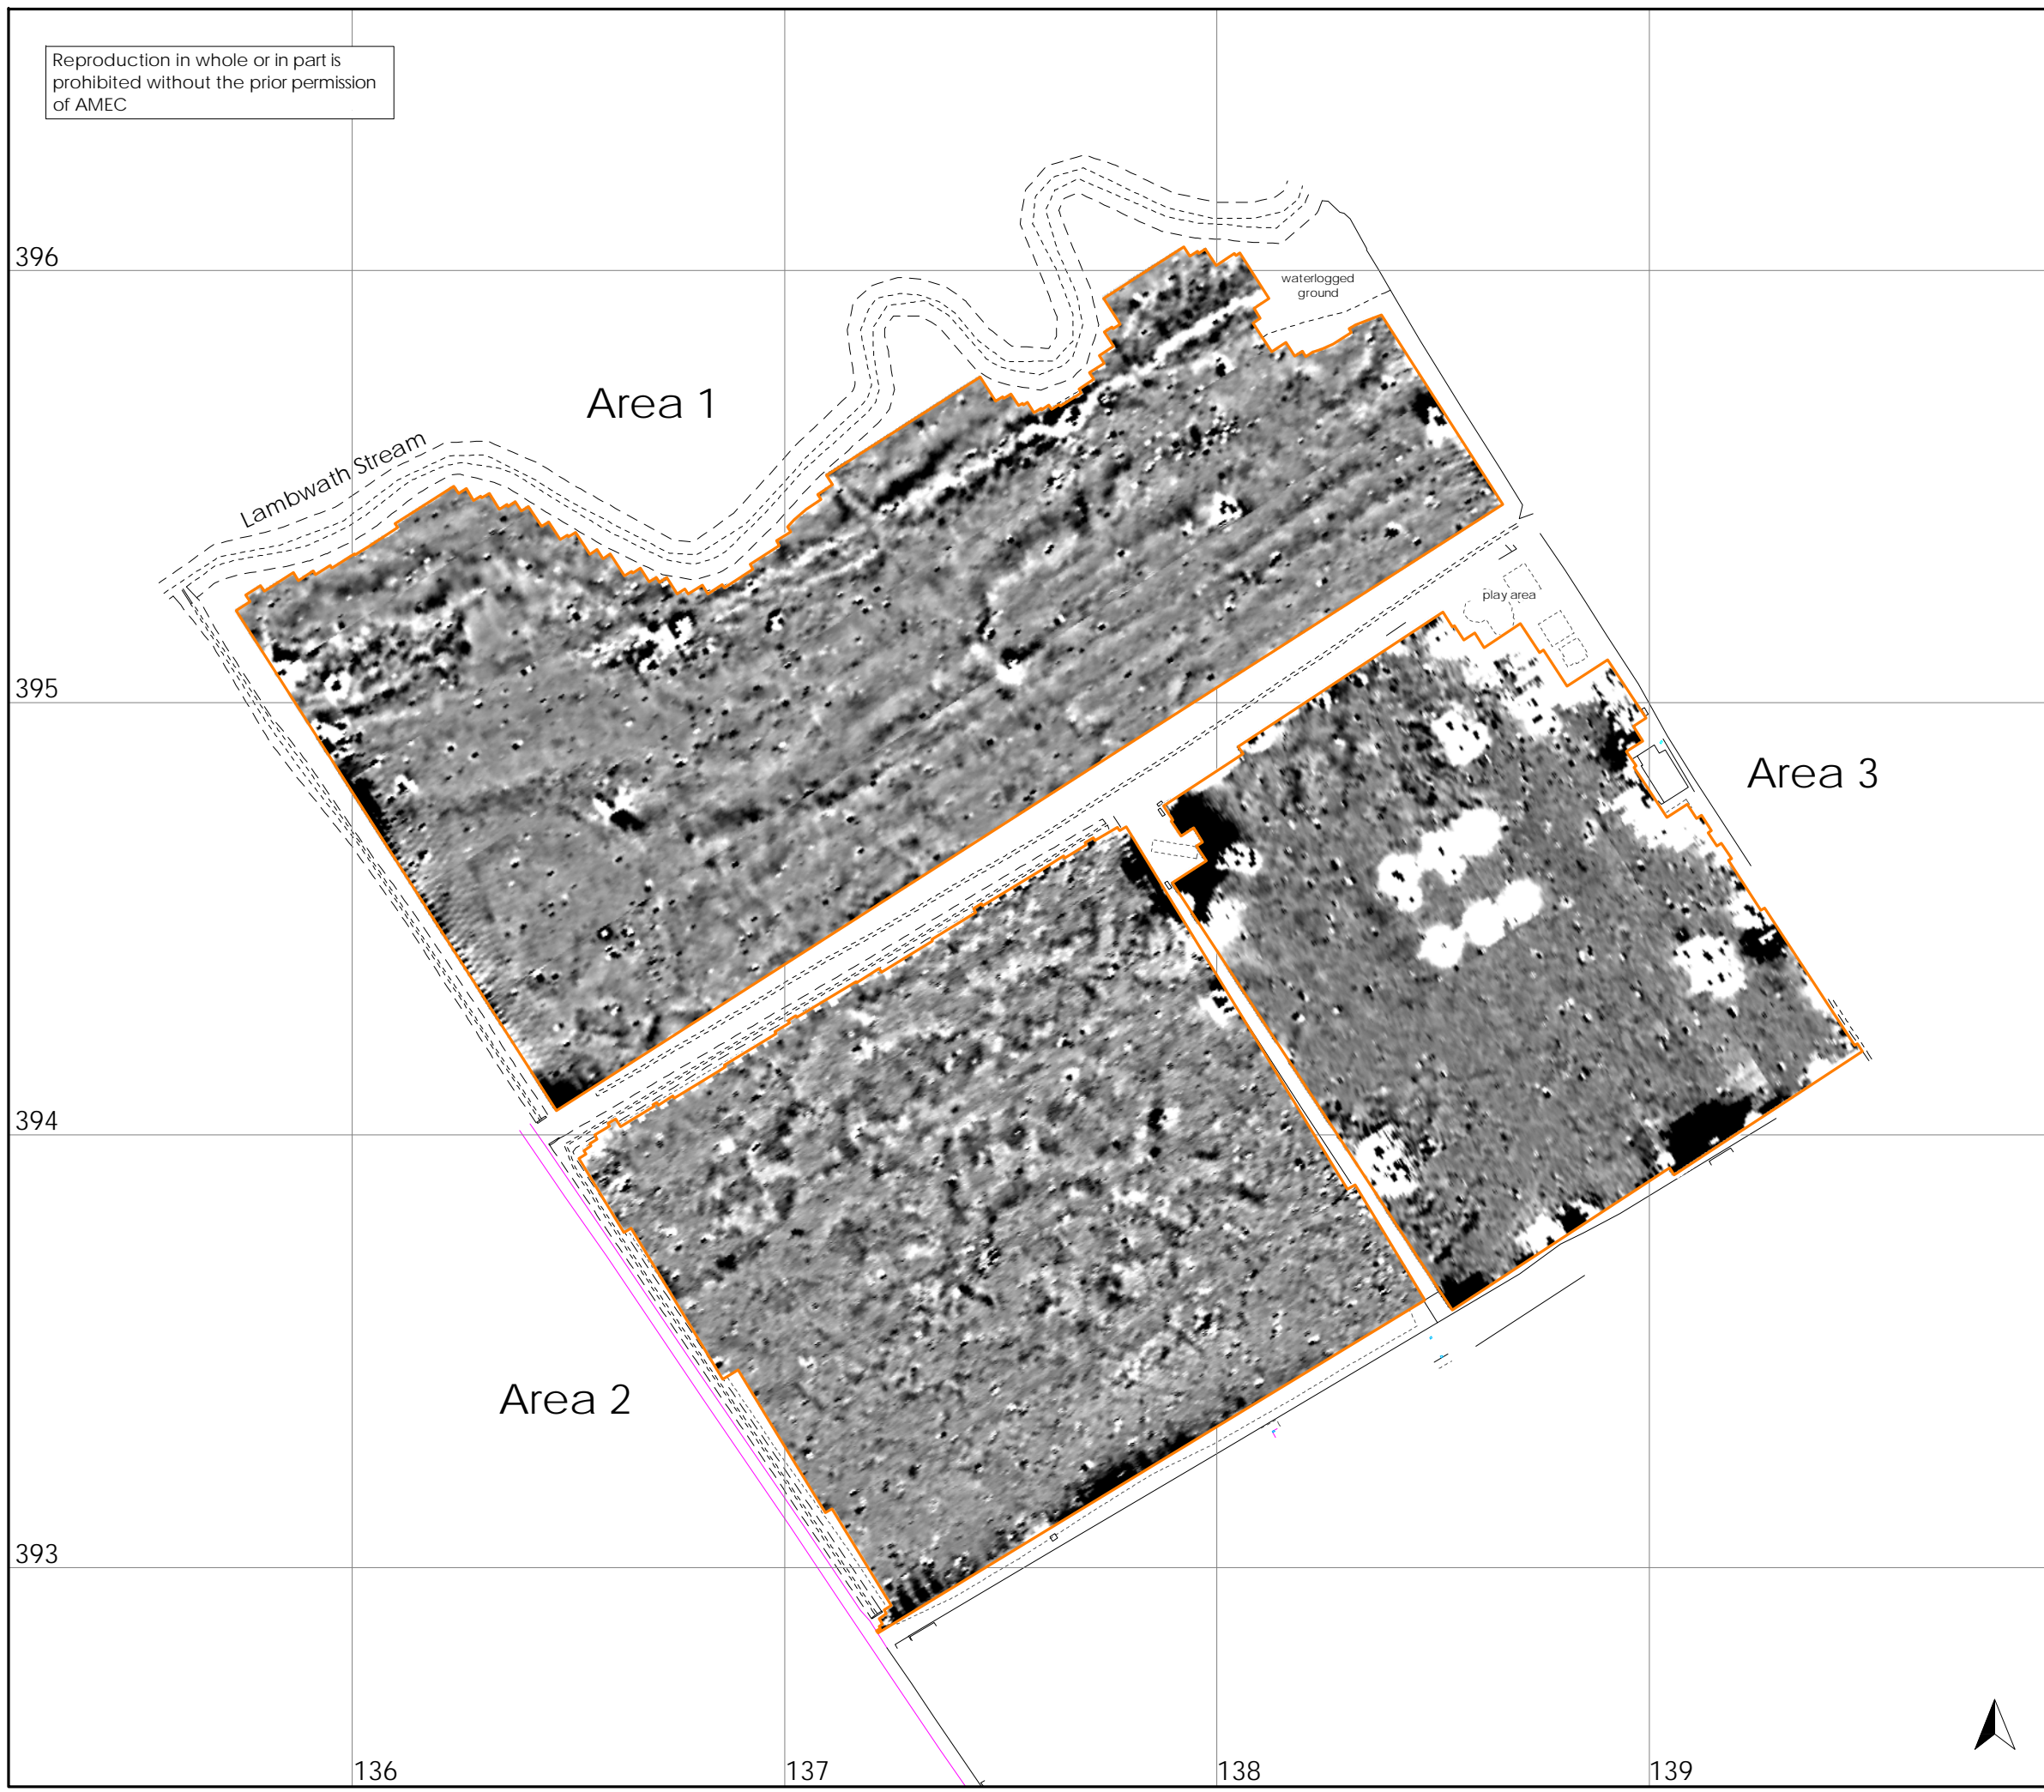 Reproduction in whole or in part is
prohibited without the prior permission
of AMEC
396
waterlogged
ground
Area 1
Lambwath Stream
play area
395
Area 3
394
Area 2
393
136
137
138
139